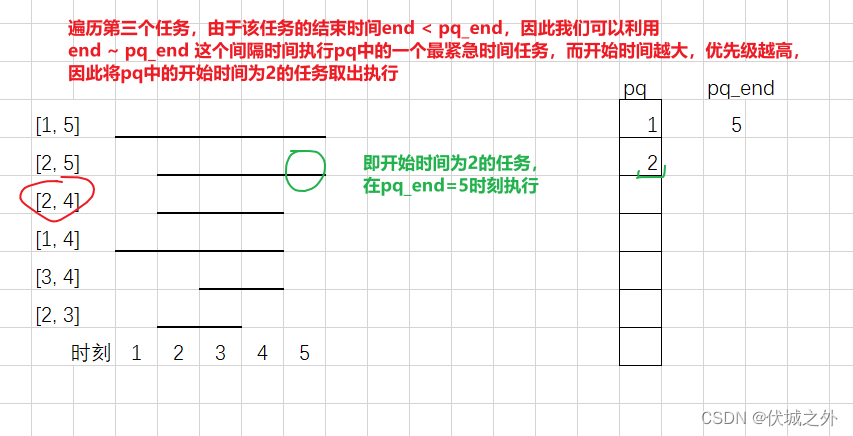 遍历第三个任务，由于该任务的结束时间end < pq_end，因此我们可以利用
end ~ pq_end 这个间隔时间执行pq中的一个最紧急时间任务，而开始时间越大，优先级越高，
因此将pq中的开始时间为2的任务取出执行
pq pq_end
[1, 5] 1 5
[2, 5] 2
即开始时间为2的任务，
在pq_end=5时刻执行
[2, 4]
[1, 4]
[3, 4]
[2, 3]
时刻 1 2 3 4 5
CSDN @伏城之外